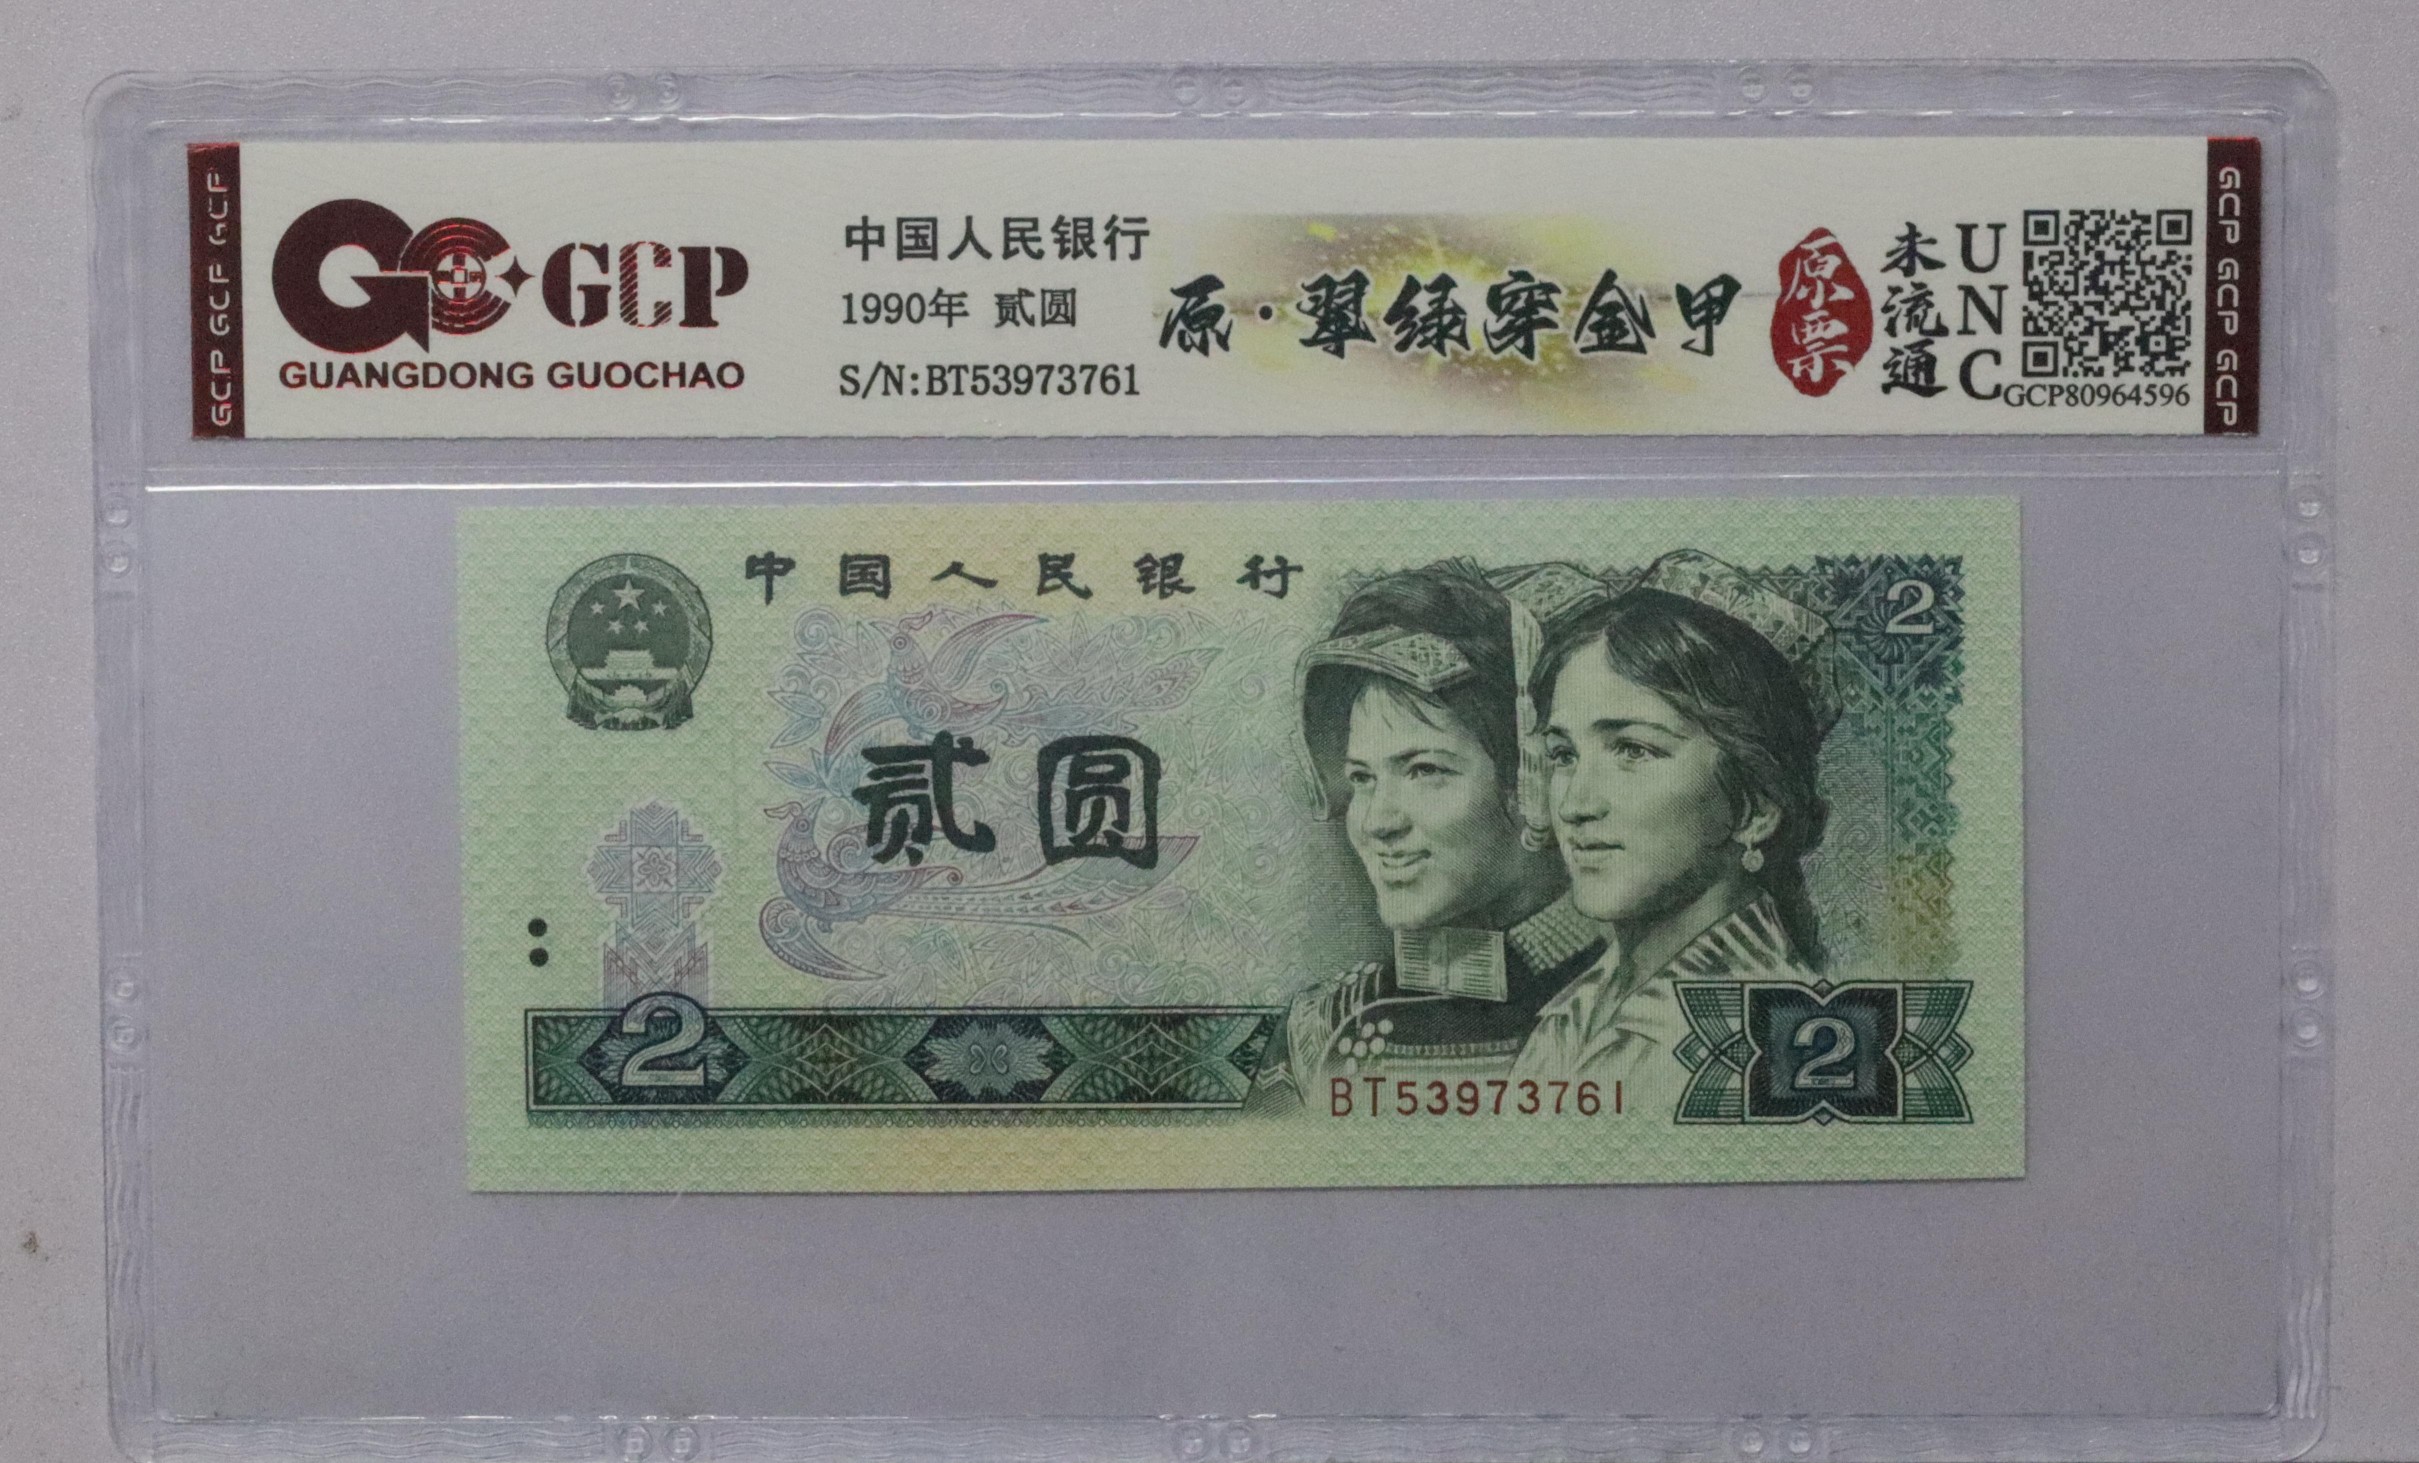 GCP GCP GCP
GCP
GUANGDONG GUOCHAO
中国人民银行
1990年 贰圆
S/N:BT53973761
原·翠绿穿金甲
原票
未流通
UNC
GCP80964596
GCP GCP GCP
中国人民银行
2
贰圆
2
BT53973761
2